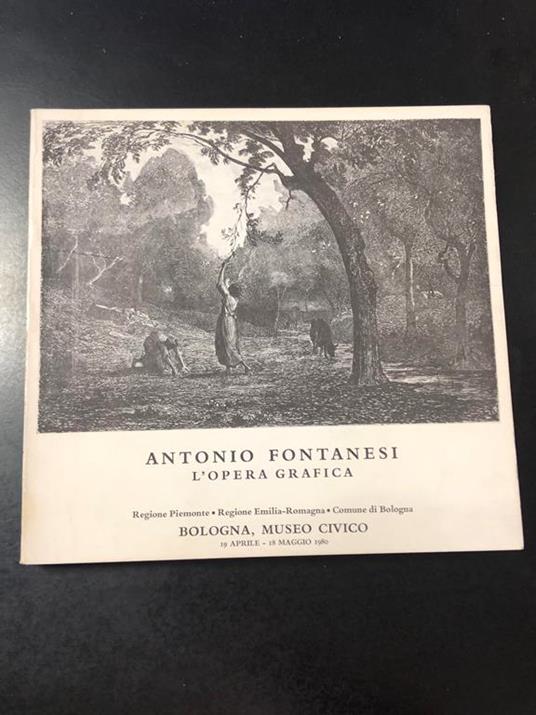 ANTONIO FONTANESI
L'OPERA GRAFICA
Regione Piemonte • Regione Emilia-Romagna • Comune di Bologna
BOLOGNA, MUSEO CIVICO
19 APRILE - 18 MAGGIO 1980